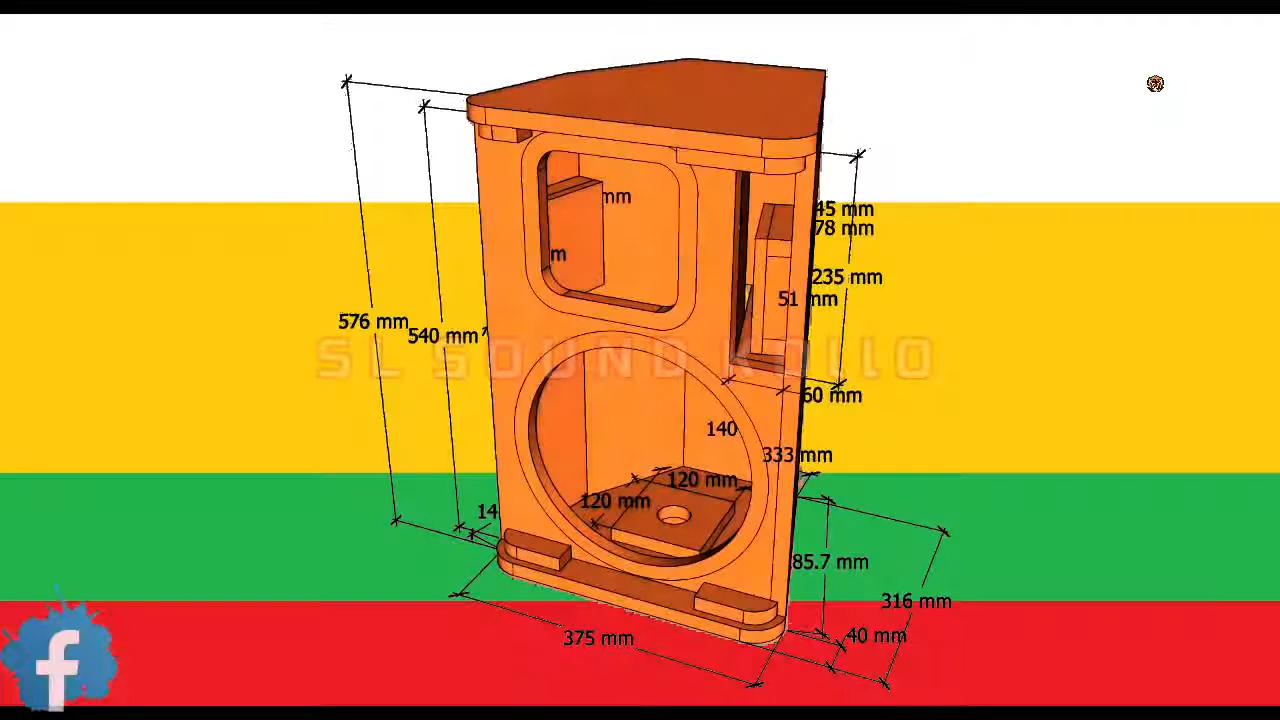 45 mm
78 mm
mm
m
235 mm
51 mm
576 mm
540 mm
SL SOUND KOLLO
60 mm
140
333 mm
120 mm
120 mm
14
85.7 mm
316 mm
375 mm
40 mm
f